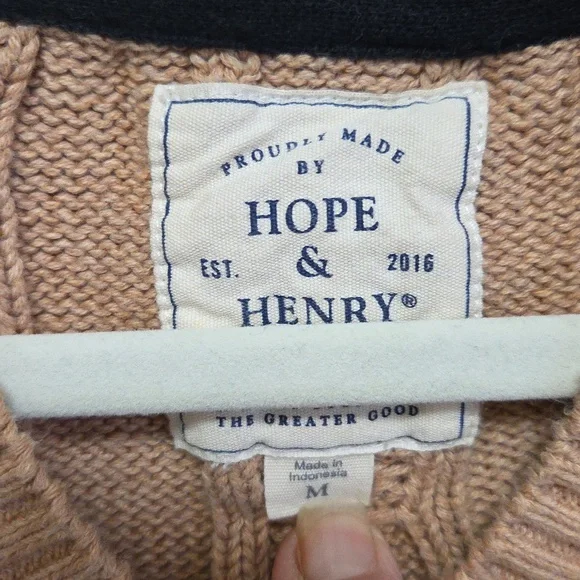 PROUDLY MADE
BY
HOPE
EST. & 2016
HENRY®
THE GREATER GOOD
Made in
Indonesia
M